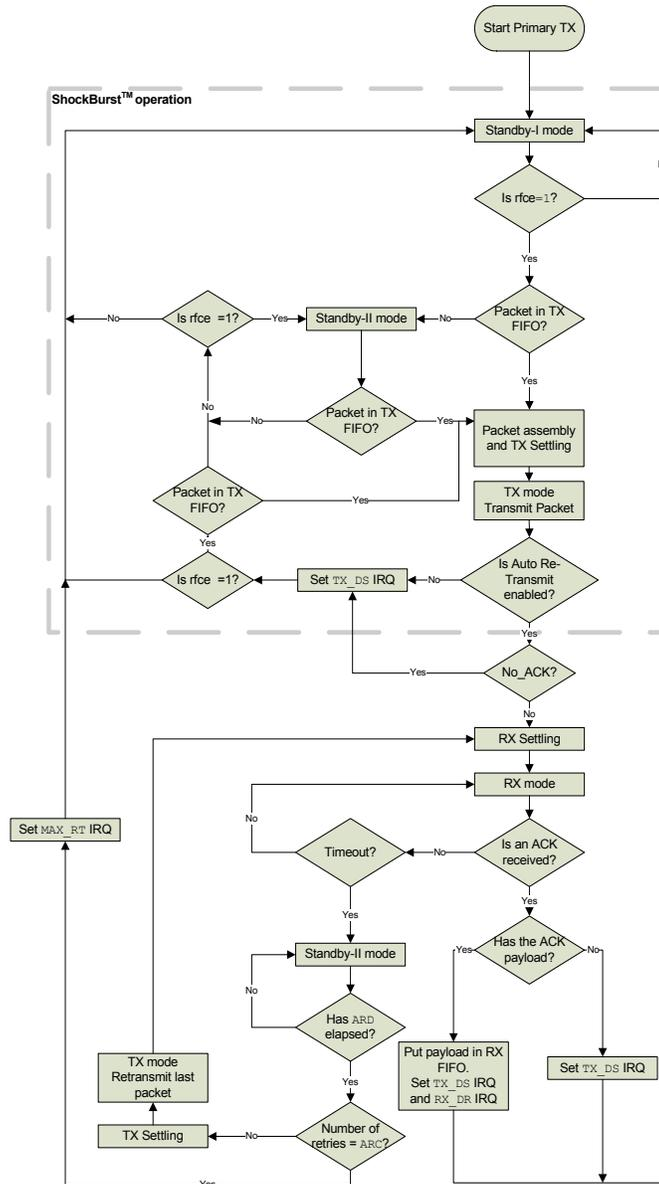 Start Primary TX
ShockBurst™ operation
Standby-I mode
Is rfce=1?
Yes
No
Is rfce =1?
Yes
Standby-II mode
No
Packet in TX
FIFO?
Yes
No
No
Packet in TX
FIFO?
Yes
Packet assembly
and TX Settling
Packet in TX
FIFO?
Yes
TX mode
Transmit Packet
Yes
Is rfce =1?
Set TX_DS IRQ
No
Is Auto Re-
Transmit
enabled?
Yes
Yes
No_ACK?
No
RX Settling
RX mode
No
Set MAX_RT IRQ
Timeout?
No
Is an ACK
received?
Yes
Yes
Standby-II mode
Yes
Has the ACK
payload?
No
No
Has ARD
elapsed?
Yes
TX mode
Retransmit last
packet
Put payload in RX
FIFO.
Set TX_DS IRQ
and RX_DR IRQ
Set TX_DS IRQ
TX Settling
No
Number of
retries = ARC?